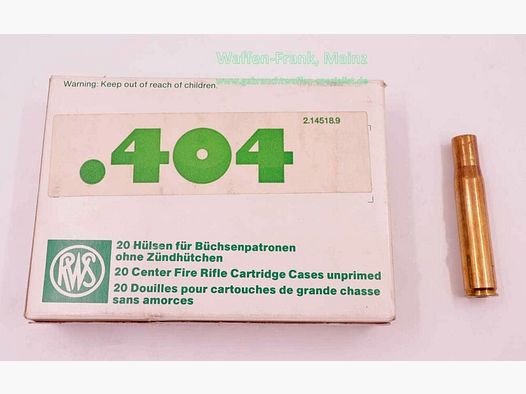 Waffen-Frank, Mainz
www.gebrauchtwaffen-spezialist.de
Warning: Keep out of reach of children.
2.14518.9
.404
RWS
20 Hülsen für Büchsenpatronen
ohne Zündhütchen
20 Center Fire Rifle Cartridge Cases unprimed
20 Douilles pour cartouches de grande chasse
sans amorces